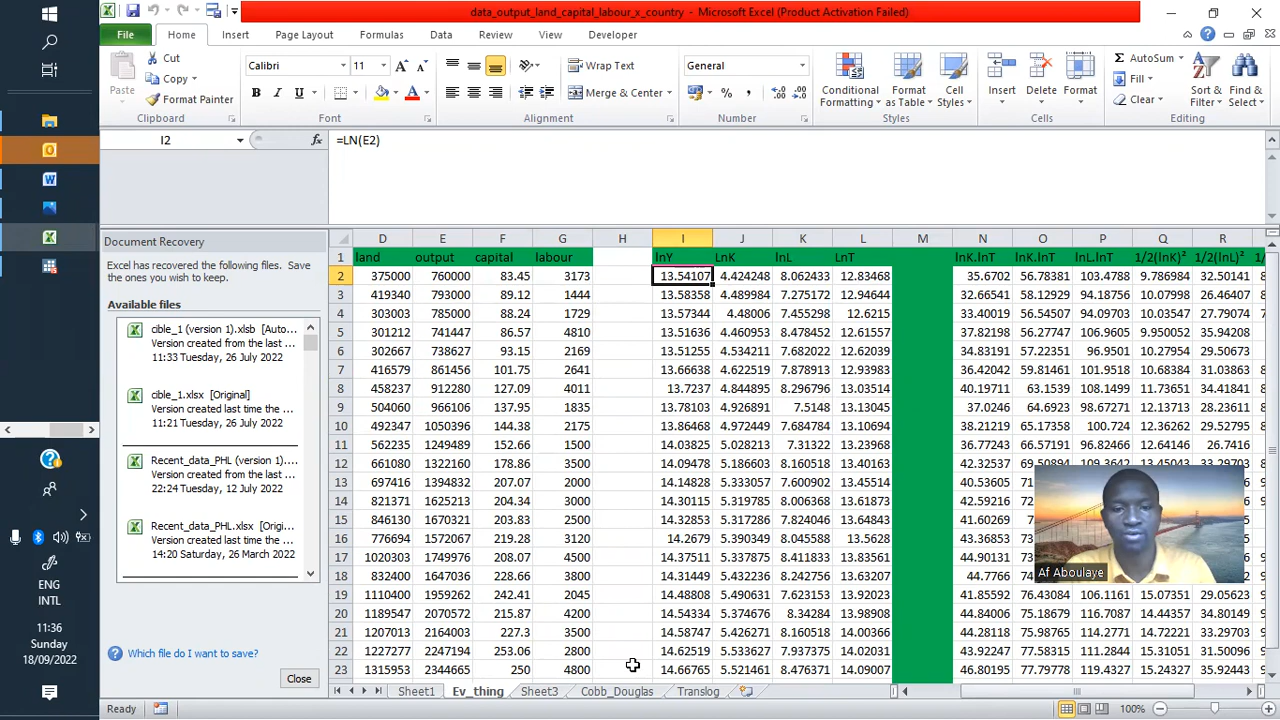 data_output_land_capital_labour_x_country - Microsoft Excel (Product Activation Failed)
File Home Insert Page Layout Formulas Data Review View Developer
Cut
Copy
Format Painter
Paste
Clipboard
Calibri 11
B I U
Font
Wrap Text
Merge & Center
Alignment
General
% ,
Number
Conditional Formatting
Format as Table
Cell Styles
Styles
Insert Delete Format
Cells
AutoSum
Fill
Clear
Sort & Filter
Find & Select
Editing
I2 fx =LN(E2)
Document Recovery
Excel has recovered the following files. Save
the ones you wish to keep.
Available files
cible_1 (version 1).xlsb [Auto...
Version created from the last ...
11:33 Tuesday, 26 July 2022
cible_1.xlsx [Original]
Version created last time the ...
11:21 Tuesday, 26 July 2022
Recent_data_PHL (version 1)....
Version created from the last ...
22:24 Tuesday, 12 July 2022
Recent_data_PHL.xlsx [Orig...
Version created last time the ...
14:20 Saturday, 26 March 2022
Which file do I want to save?
Close
D E F G H I J K L M N O P Q R
1 land output capital labour lnY LnK lnL LnT lnK.lnT lnK.lnT lnL.lnT 1/2(lnK)² 1/2(lnL)² 1/
2 375000 760000 83.45 3173 13.54107 4.424248 8.062433 12.83468 35.6702 56.78381 103.4788 9.786984 32.50141
3 419340 793000 89.12 1444 13.58358 4.489984 7.275172 12.94644 32.66541 58.12929 94.18756 10.07998 26.46407
4 303003 785000 88.24 1729 13.57344 4.48006 7.455298 12.6215 33.40019 56.54507 94.09703 10.03547 27.79074
5 301212 741447 86.57 4810 13.51636 4.460953 8.478452 12.61557 37.82198 56.27747 106.9605 9.950052 35.94208
6 302667 738627 93.15 2169 13.51255 4.534211 7.682022 12.62039 34.83191 57.22351 96.9501 10.27954 29.50673
7 416579 861456 101.75 2641 13.66638 4.622519 7.878913 12.93983 36.42042 59.81461 101.9518 10.68384 31.03863
8 458237 912280 127.09 4011 13.7237 4.844895 8.296796 13.03514 40.19711 63.1539 108.1499 11.73651 34.41841
9 504060 966106 137.95 1835 13.78103 4.926891 7.5148 13.13045 37.0246 64.6923 98.67271 12.13713 28.23611
10 492347 1050396 144.38 2175 13.86468 4.972449 7.684784 13.10694 38.21219 65.17358 100.724 12.36262 29.52795
11 562235 1249489 152.66 1500 14.03825 5.028213 7.31322 13.23968 36.77243 66.57191 96.82466 12.64146 26.7416
12 661080 1322160 178.86 3500 14.09478 5.186603 8.160518 13.40163 42.32537
13 697416 1394832 207.07 2000 14.14828 5.333057 7.600902 13.45514 40.53605
14 821371 1625213 204.34 3000 14.30115 5.319785 8.006368 13.61873 42.59216
15 846130 1670321 203.83 2500 14.32853 5.317286 7.824046 13.64843 41.60269
16 776694 1572067 219.28 3120 14.2679 5.390349 8.045588 13.5628 43.36853
17 1020303 1749976 208.07 4500 14.37511 5.337875 8.411833 13.83561 44.90131
18 832400 1647036 228.66 3800 14.31449 5.432236 8.242756 13.63207 44.7766
19 1110400 1959262 242.41 2045 14.48808 5.490631 7.623153 13.92023 41.85592 76.43084 106.1161 15.07351 29.05623
20 1189547 2070572 215.87 4200 14.54334 5.374676 8.34284 13.98908 44.84006 75.18679 116.7087 14.44357 34.80149
21 1207013 2164003 227.3 3500 14.58747 5.426271 8.160518 14.00366 44.28118 75.98765 114.2771 14.72221 33.29703
22 1227277 2247194 253.06 2800 14.62519 5.533627 7.937375 14.02031 43.92247 77.58315 111.2844 15.31051 31.50096
23 1315953 2344665 250 4800 14.66765 5.521461 8.476371 14.09007 46.80195 77.79778 119.4327 15.24327 35.92443
Af Aboulaye
Sheet1 Ev_thing Sheet3 Cobb_Douglas Translog
Ready 100%
ENG
INTL
11:36
Sunday
18/09/2022